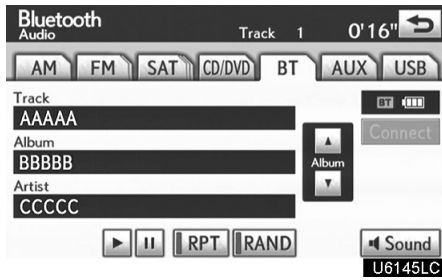 Bluetooth
Audio
Track 1 0'16"
AM FM SAT CD/DVD BT AUX USB
Track
AAAAA
BT
Connect
Album
BBBBB
Album
Artist
CCCCC
RPT RAND Sound
U6145LC